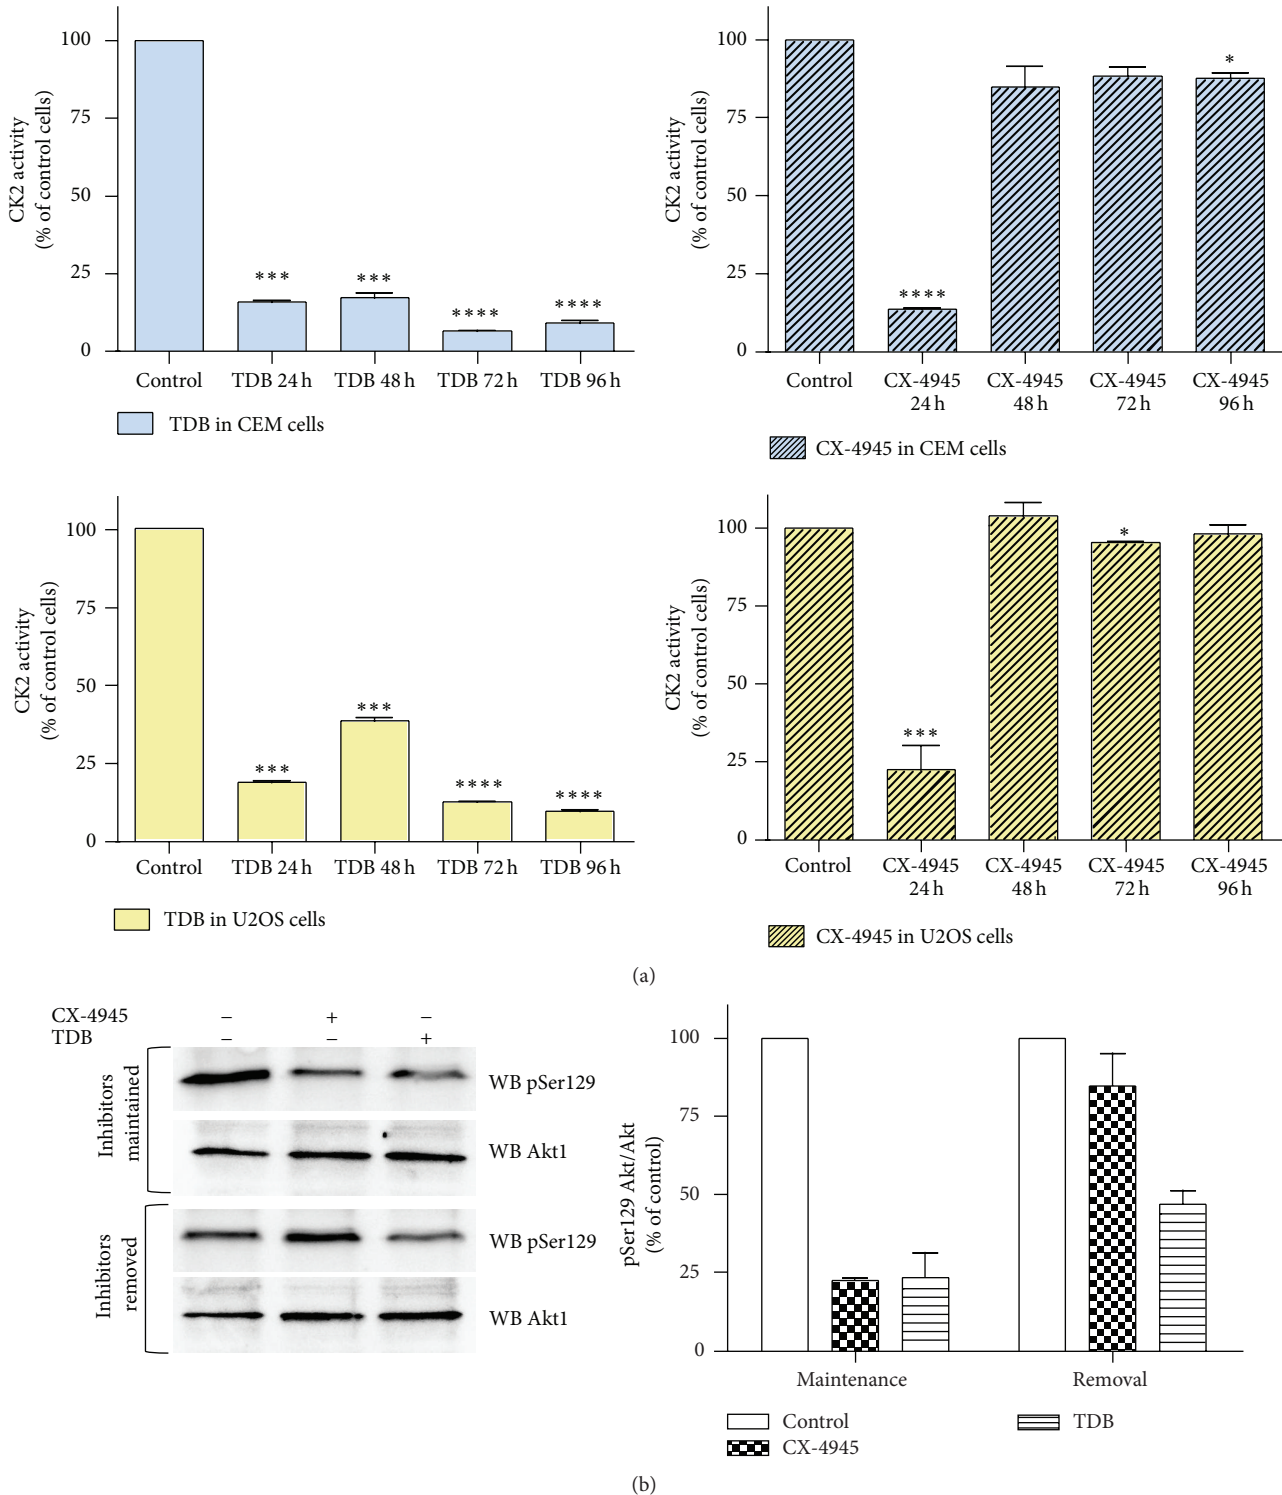 100
75
50
25
0
CK2 activity
(% of control cells)
***
***
****
****
Control
TDB 24 h
TDB 48 h
TDB 72 h
TDB 96 h
TDB in CEM cells
100
75
50
25
0
CK2 activity
(% of control cells)
****
*
Control
CX-4945
24 h
CX-4945
48 h
CX-4945
72 h
CX-4945
96 h
CX-4945 in CEM cells
100
75
50
25
0
CK2 activity
(% of control cells)
***
***
****
****
Control
TDB 24 h
TDB 48 h
TDB 72 h
TDB 96 h
TDB in U2OS cells
100
75
50
25
0
CK2 activity
(% of control cells)
***
*
Control
CX-4945
24 h
CX-4945
48 h
CX-4945
72 h
CX-4945
96 h
CX-4945 in U2OS cells
(a)
CX-4945 – + –
TDB – – +
Inhibitors
maintained
WB pSer129
WB Akt1
Inhibitors
removed
WB pSer129
WB Akt1
100
75
50
25
0
pSer129 Akt/Akt
(% of control)
Maintenance
Removal
Control
CX-4945
TDB
(b)